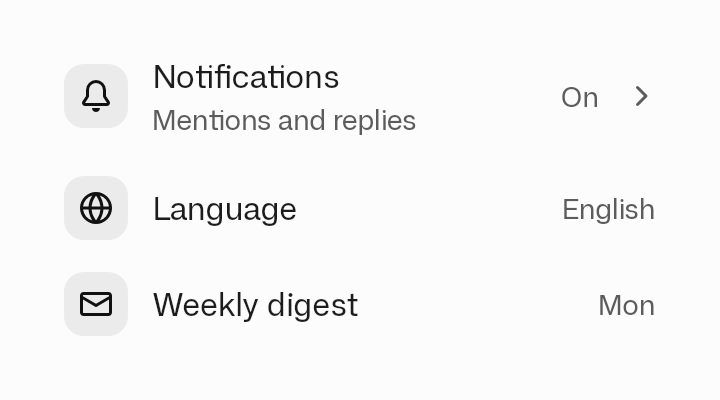 Notifications
Mentions and replies
On
Language
English
Weekly digest
Mon